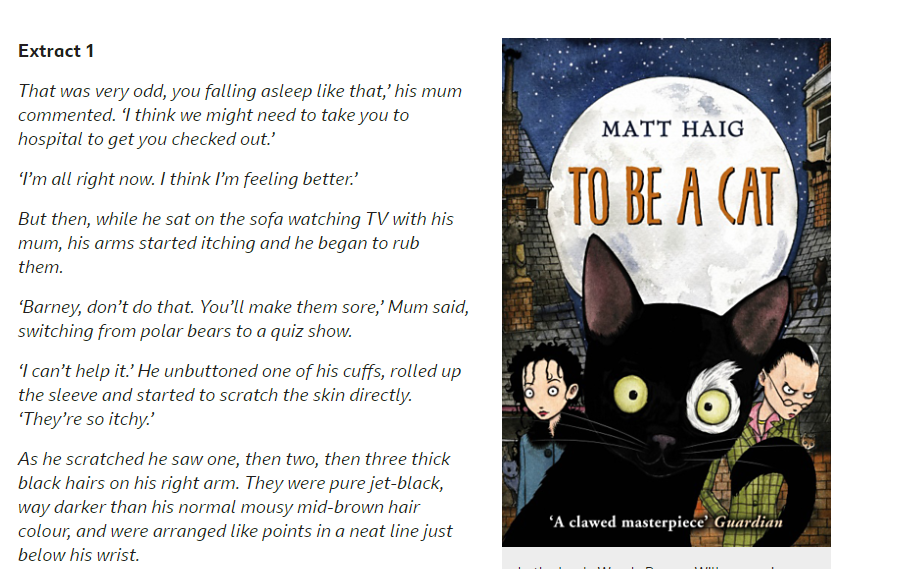 Extract 1
That was very odd, you falling asleep like that,’ his mum
commented. ‘I think we might need to take you to
hospital to get you checked out.’
‘I’m all right now. I think I’m feeling better.’
But then, while he sat on the sofa watching TV with his
mum, his arms started itching and he began to rub
them.
‘Barney, don’t do that. You’ll make them sore,’ Mum said,
switching from polar bears to a quiz show.
‘I can’t help it.’ He unbuttoned one of his cuffs, rolled up
the sleeve and started to scratch the skin directly.
‘They’re so itchy.’
As he scratched he saw one, then two, then three thick
black hairs on his right arm. They were pure jet-black,
way darker than his normal mousy mid-brown hair
colour, and were arranged like points in a neat line just
below his wrist.
MATT HAIG
TO BE A CAT
‘A clawed masterpiece’ Guardian